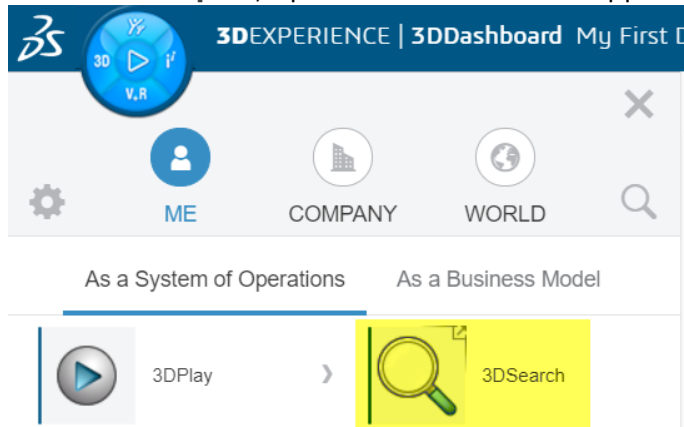 3DEXPERIENCE | 3DDashboard My First
3D
V.R
ME COMPANY WORLD
As a System of Operations As a Business Model
3DPlay 3DSearch